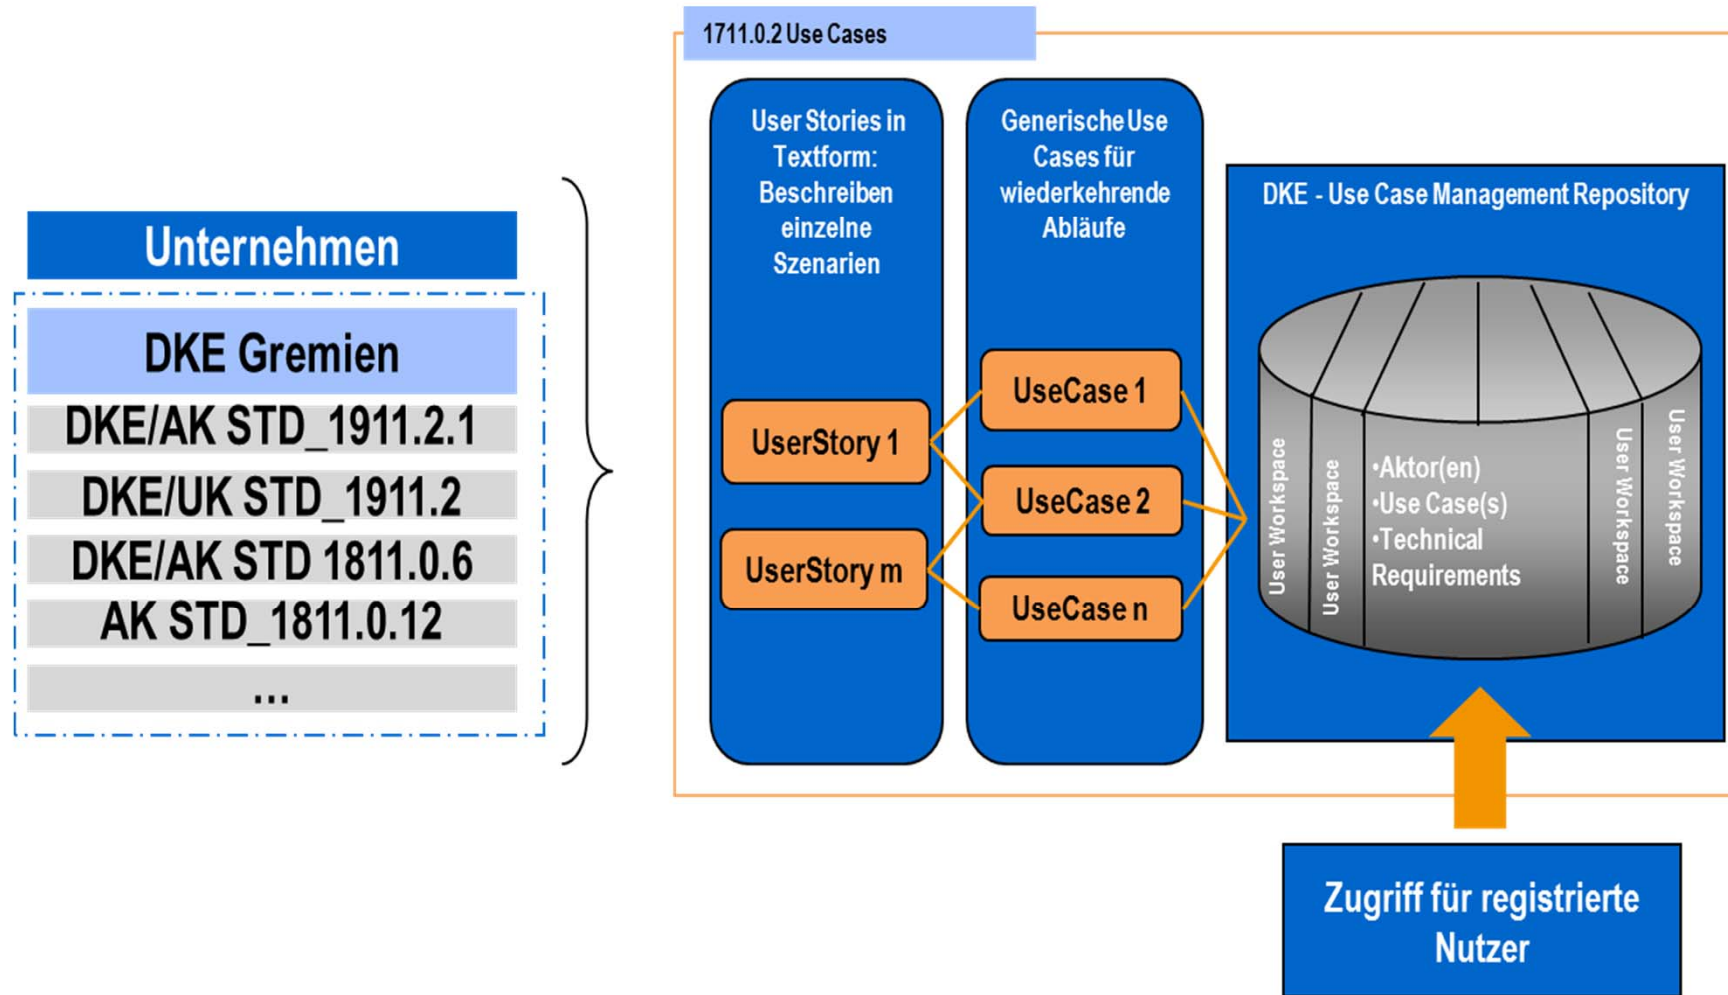 1711.0.2 Use Cases
Unternehmen
DKE Gremien
DKE/AK STD_1911.2.1
DKE/UK STD_1911.2
DKE/AK STD 1811.0.6
AK STD_1811.0.12
...
User Stories in
Textform:
Beschreiben
einzelne
Szenarien
UserStory 1
UserStory m
Generische Use
Cases für
wiederkehrende
Abläufe
UseCase 1
UseCase 2
UseCase n
DKE - Use Case Management Repository
User Workspace
User Workspace
•Aktor(en)
•Use Case(s)
•Technical
Requirements
User Workspace
User Workspace
Zugriff für registrierte
Nutzer